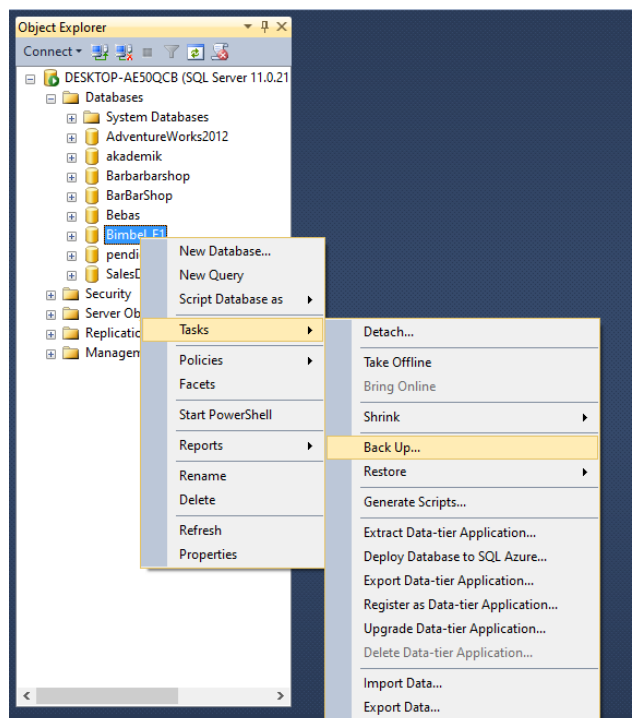 Object Explorer
Connect
DESKTOP-AE50QCB (SQL Server 11.0.21
Databases
System Databases
AdventureWorks2012
akademik
Barbarbarshop
BarBarShop
Bebas
Bimbel_E1
pendi
SalesD
Security
Server Ob
Replicatio
Managem
New Database...
New Query
Script Database as
Tasks
Policies
Facets
Start PowerShell
Reports
Rename
Delete
Refresh
Properties
Detach...
Take Offline
Bring Online
Shrink
Back Up...
Restore
Generate Scripts...
Extract Data-tier Application...
Deploy Database to SQL Azure...
Export Data-tier Application...
Register as Data-tier Application...
Upgrade Data-tier Application...
Delete Data-tier Application...
Import Data...
Export Data...